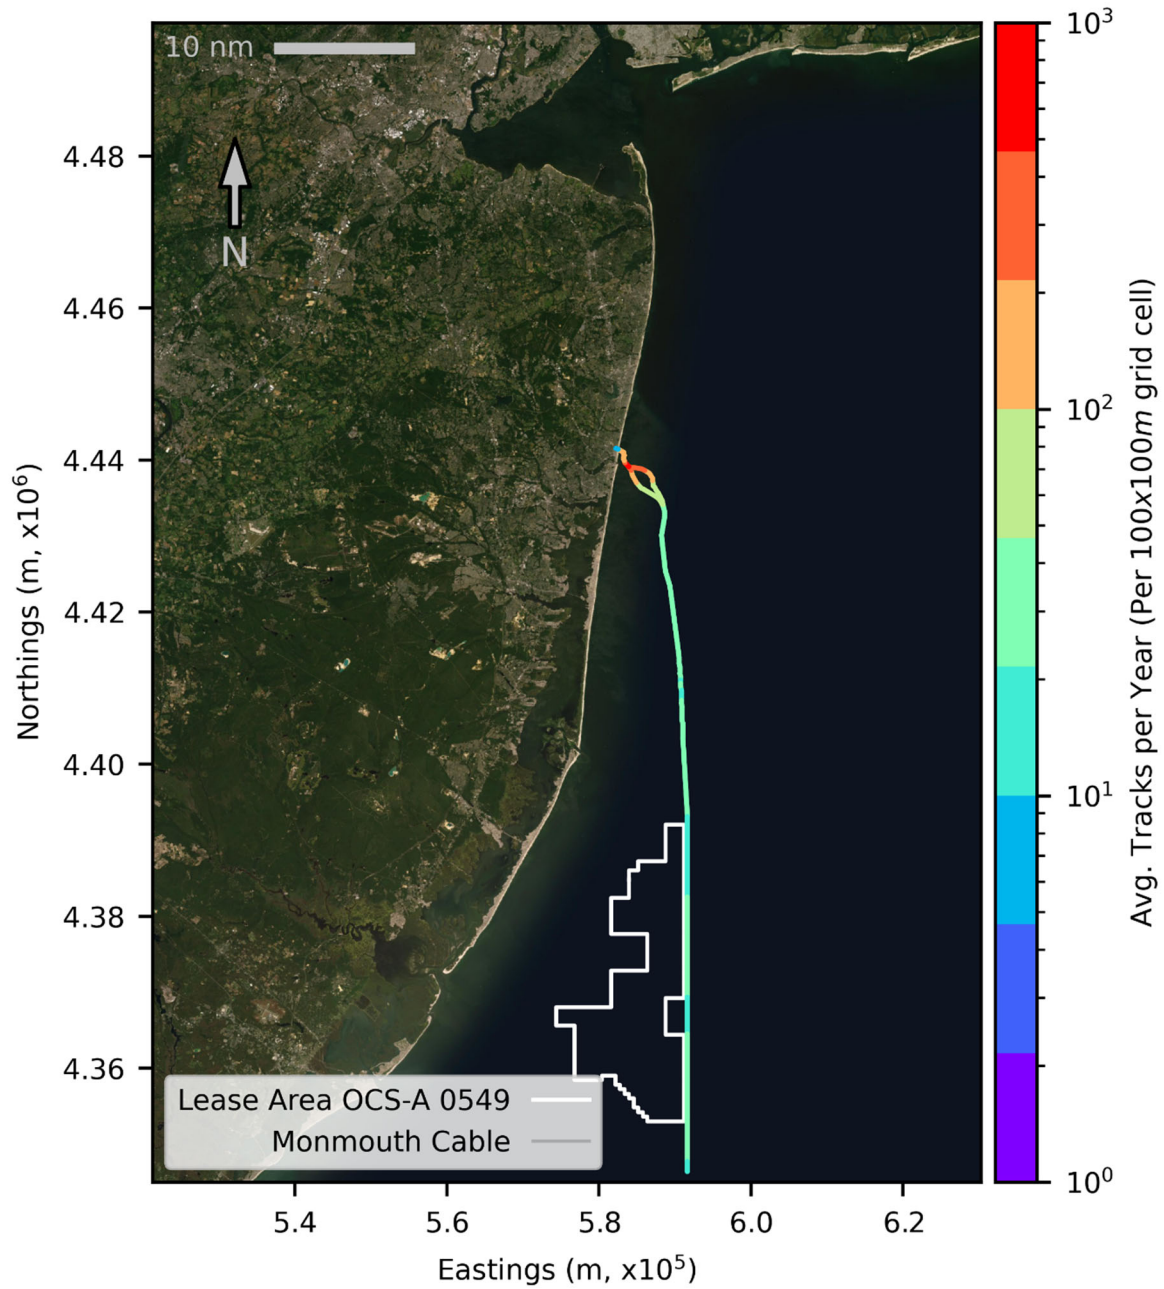 10 nm
N
4.48
4.46
4.44
4.42
4.40
4.38
4.36
Northings (m, x10⁶)
5.4
5.6
5.8
6.0
6.2
Eastings (m, x10⁵)
Lease Area OCS-A 0549
Monmouth Cable
10³
10²
10¹
10⁰
Avg. Tracks per Year (Per 100x100m grid cell)